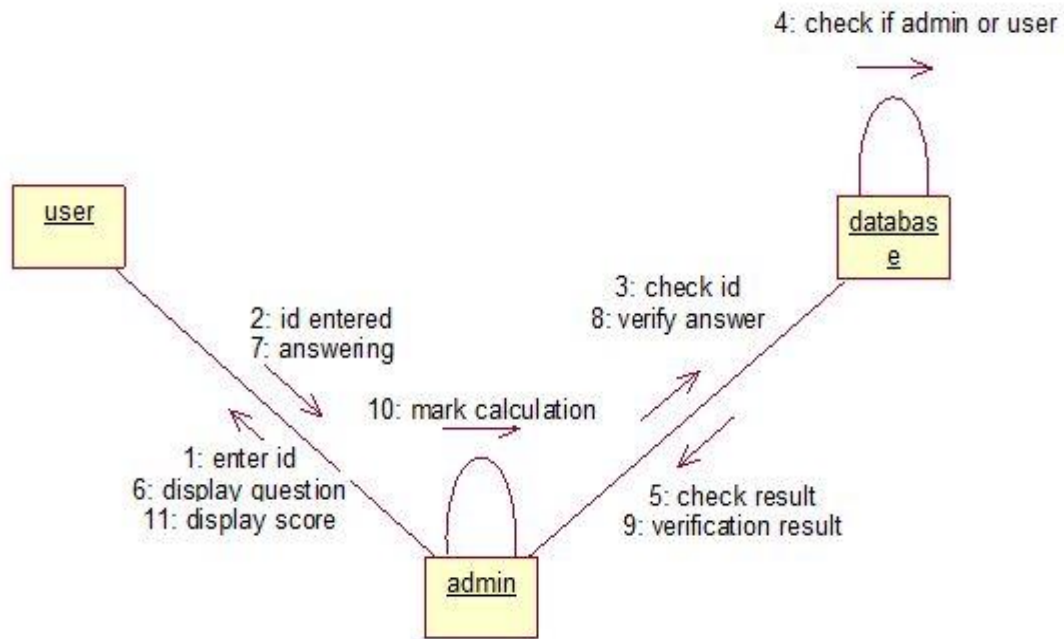 4: check if admin or user
user
databas
e
3: check id
8: verify answer
2: id entered
7: answering
10: mark calculation
1: enter id
6: display question
11: display score
5: check result
9: verification result
admin